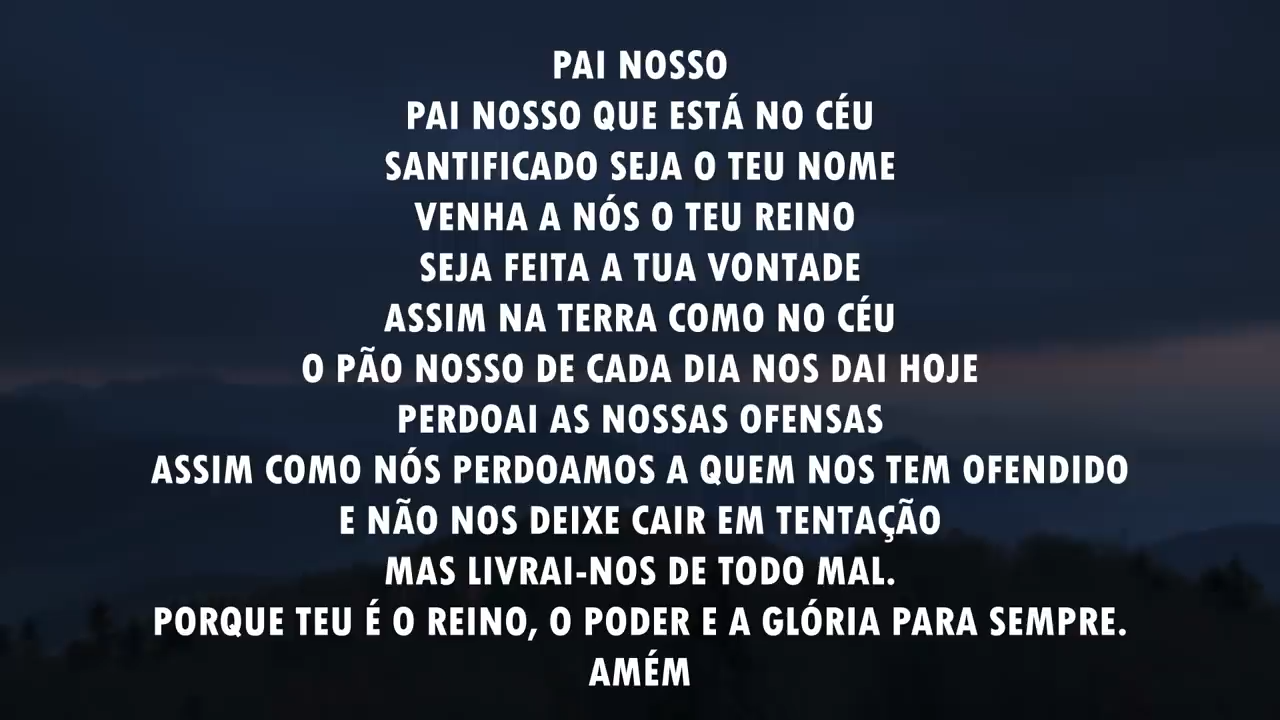 PAI NOSSO
PAI NOSSO QUE ESTÁ NO CÉU
SANTIFICADO SEJA O TEU NOME
VENHA A NÓS O TEU REINO
SEJA FEITA A TUA VONTADE
ASSIM NA TERRA COMO NO CÉU
O PÃO NOSSO DE CADA DIA NOS DAI HOJE
PERDOAI AS NOSSAS OFENSAS
ASSIM COMO NÓS PERDOAMOS A QUEM NOS TEM OFENDIDO
E NÃO NOS DEIXE CAIR EM TENTAÇÃO
MAS LIVRAI-NOS DE TODO MAL.
PORQUE TEU É O REINO, O PODER E A GLÓRIA PARA SEMPRE.
AMÉM